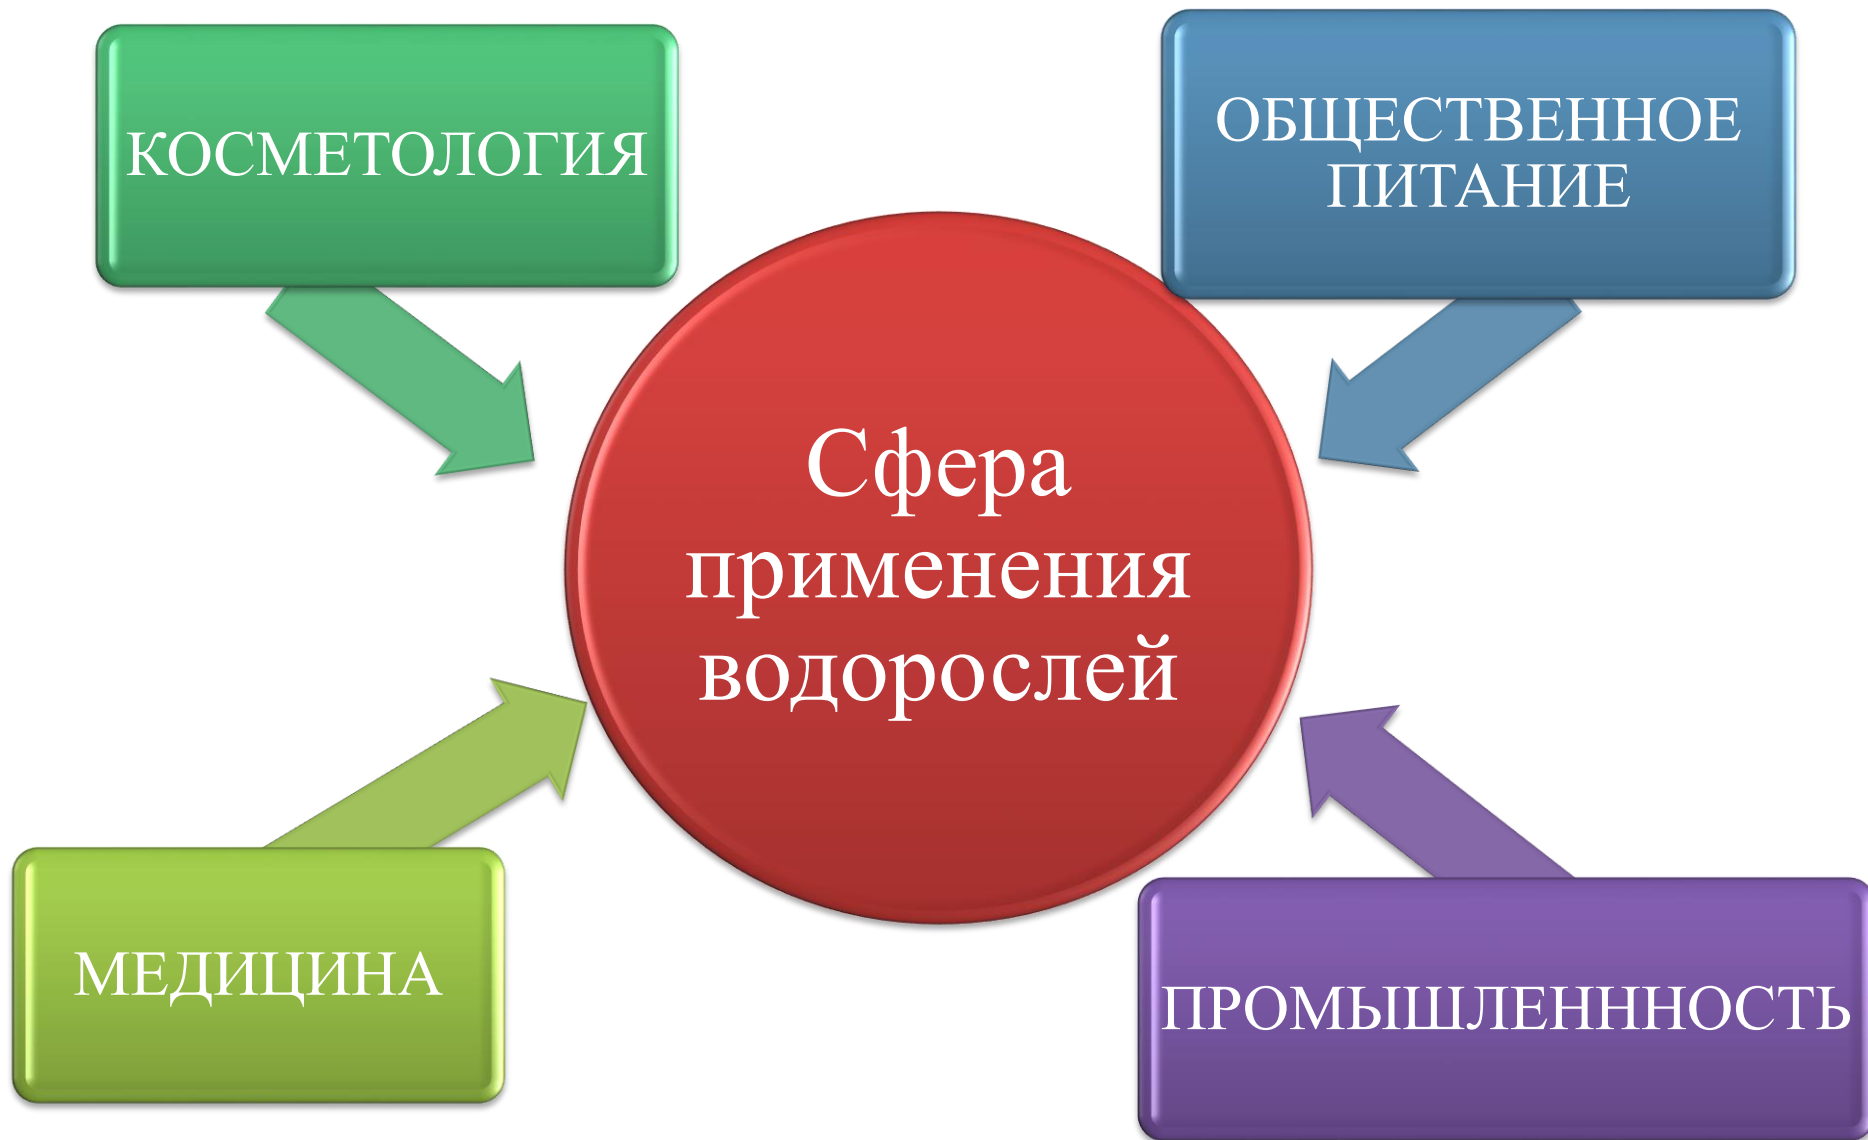 КОСМЕТОЛОГИЯ
ОБЩЕСТВЕННОЕ
ПИТАНИЕ
Сфера
применения
водорослей
МЕДИЦИНА
ПРОМЫШЛЕНННОСТЬ